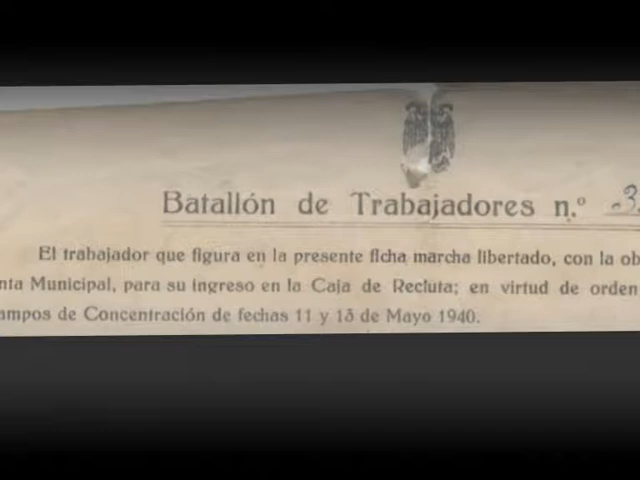 Batallón de Trabajadores n.º 3
El trabajador que figura en la presente ficha marcha libertado, con la ob
nta Municipal, para su ingreso en la Caja de Recluta; en virtud de orden
ampos de Concentración de fechas 11 y 13 de Mayo 1940.